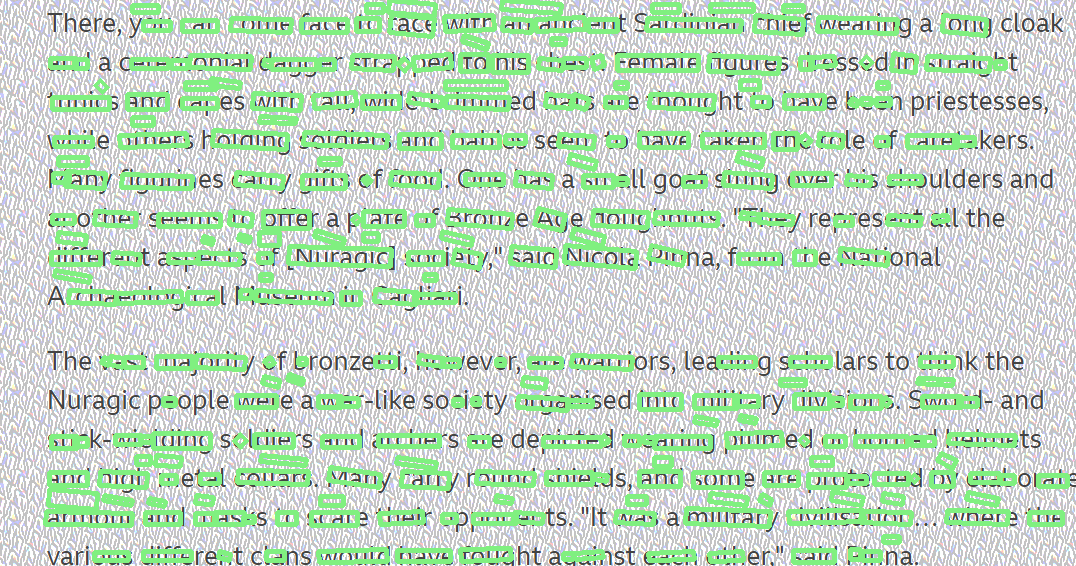 There, you can come face to face with an ancient Sardinian chief wearing a long cloak
and a ceremonial dagger strapped to his chest. Female figures dressed in straight
tunics and capes with tall, wide-brimmed hats are thought to have been priestesses,
while others holding soldiers and babies seem to have taken the role of caretakers.
Many figurines carry gifts of food. One has a small goat slung over his shoulders and
another seems to offer a plate of Bronze Age doughnuts. "They represent all the
different aspects of [Nuragic] society," said Nicola Pinna, from the National
Archaeological Museum in Cagliari.
The vast majority of bronzetti, however, are warriors, leading scholars to think the
Nuragic people were a war-like society organised into military divisions. Sword- and
stick-wielding soldiers and archers are depicted wearing plumed or horned helmets
and high metal collars. Many carry round shields, and some are protected by elaborate
armour and masks to scare their opponents. "It was a military civilisation... where the
various different clans would have fought against each other," said Pinna.